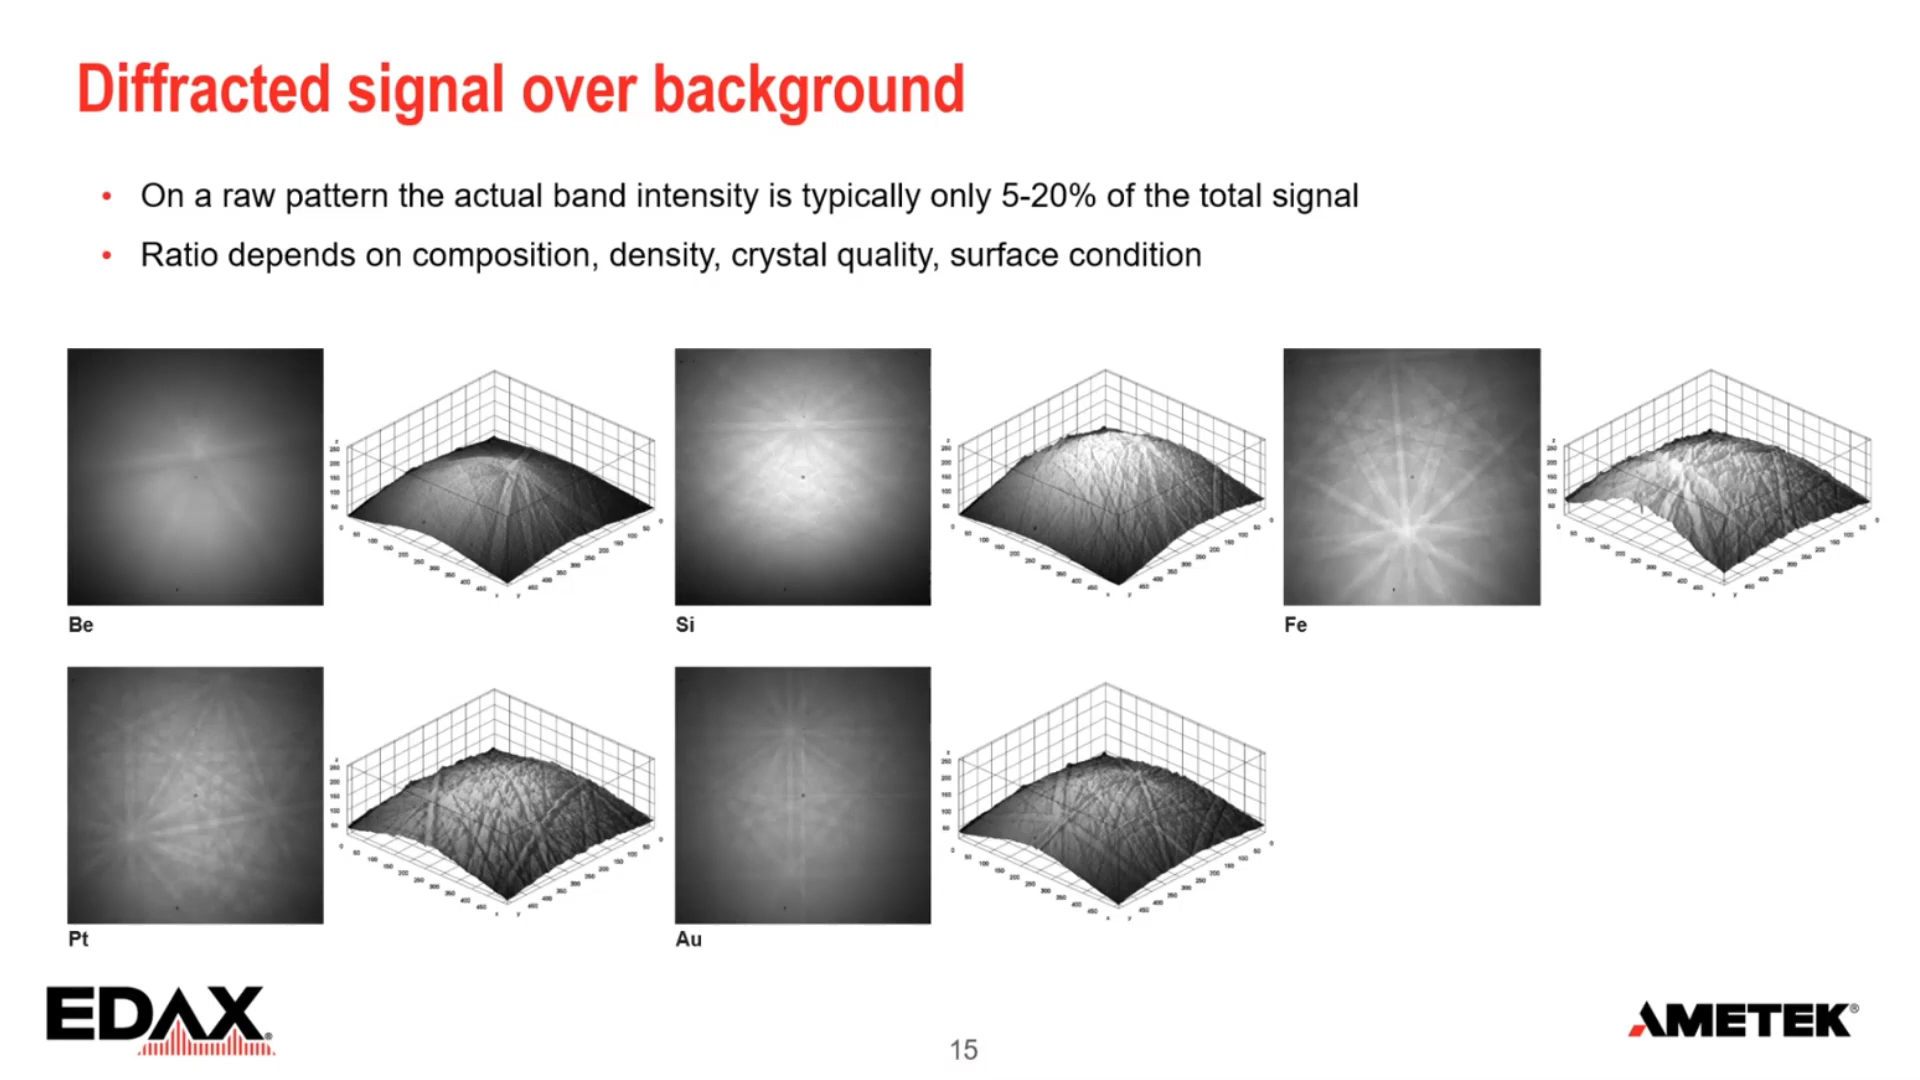 Diffracted signal over background
• On a raw pattern the actual band intensity is typically only 5-20% of the total signal
• Ratio depends on composition, density, crystal quality, surface condition
Be
Si
Fe
Pt
Au
EDAX®
15
AMETEK®